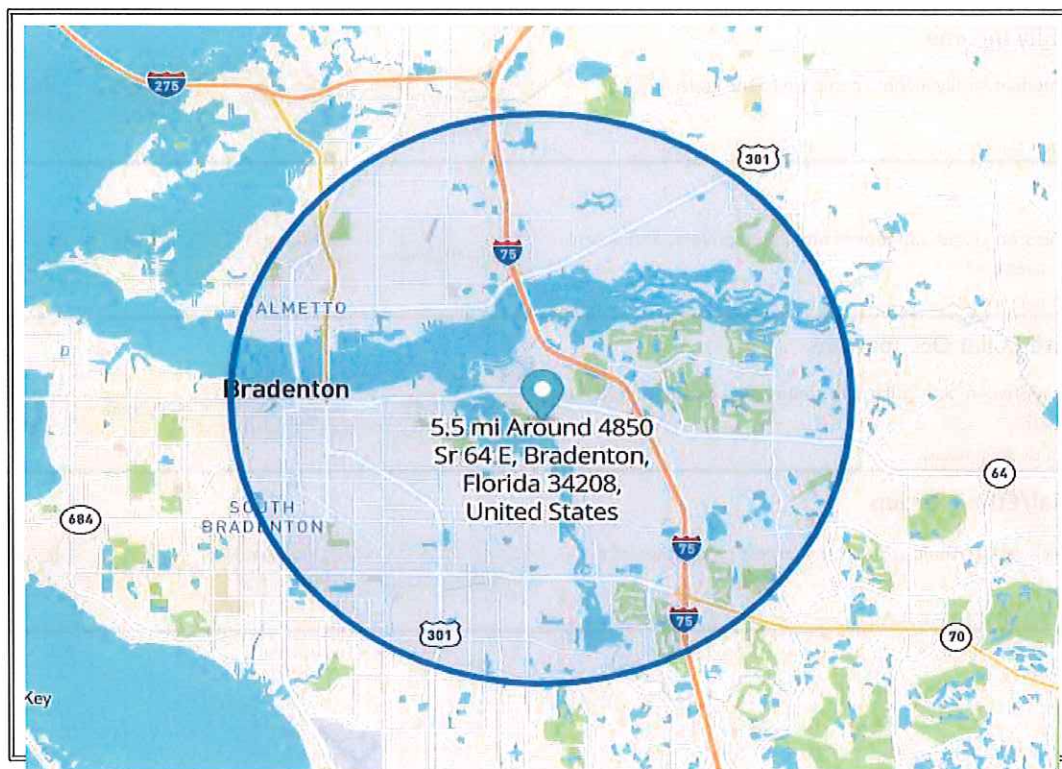 275
301
75
PALMETTO
Bradenton
5.5 mi Around 4850
Sr 64 E, Bradenton,
Florida 34208,
United States
64
684
SOUTH
BRADENTON
75
75
301
70
Key